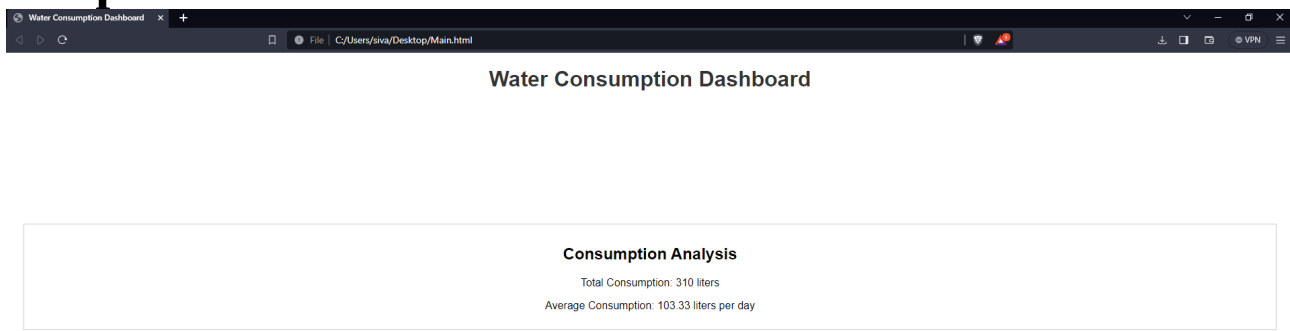 Water Consumption Dashboard
File | C:/Users/siva/Desktop/Main.html
VPN
Water Consumption Dashboard
Consumption Analysis
Total Consumption: 310 liters
Average Consumption: 103.33 liters per day